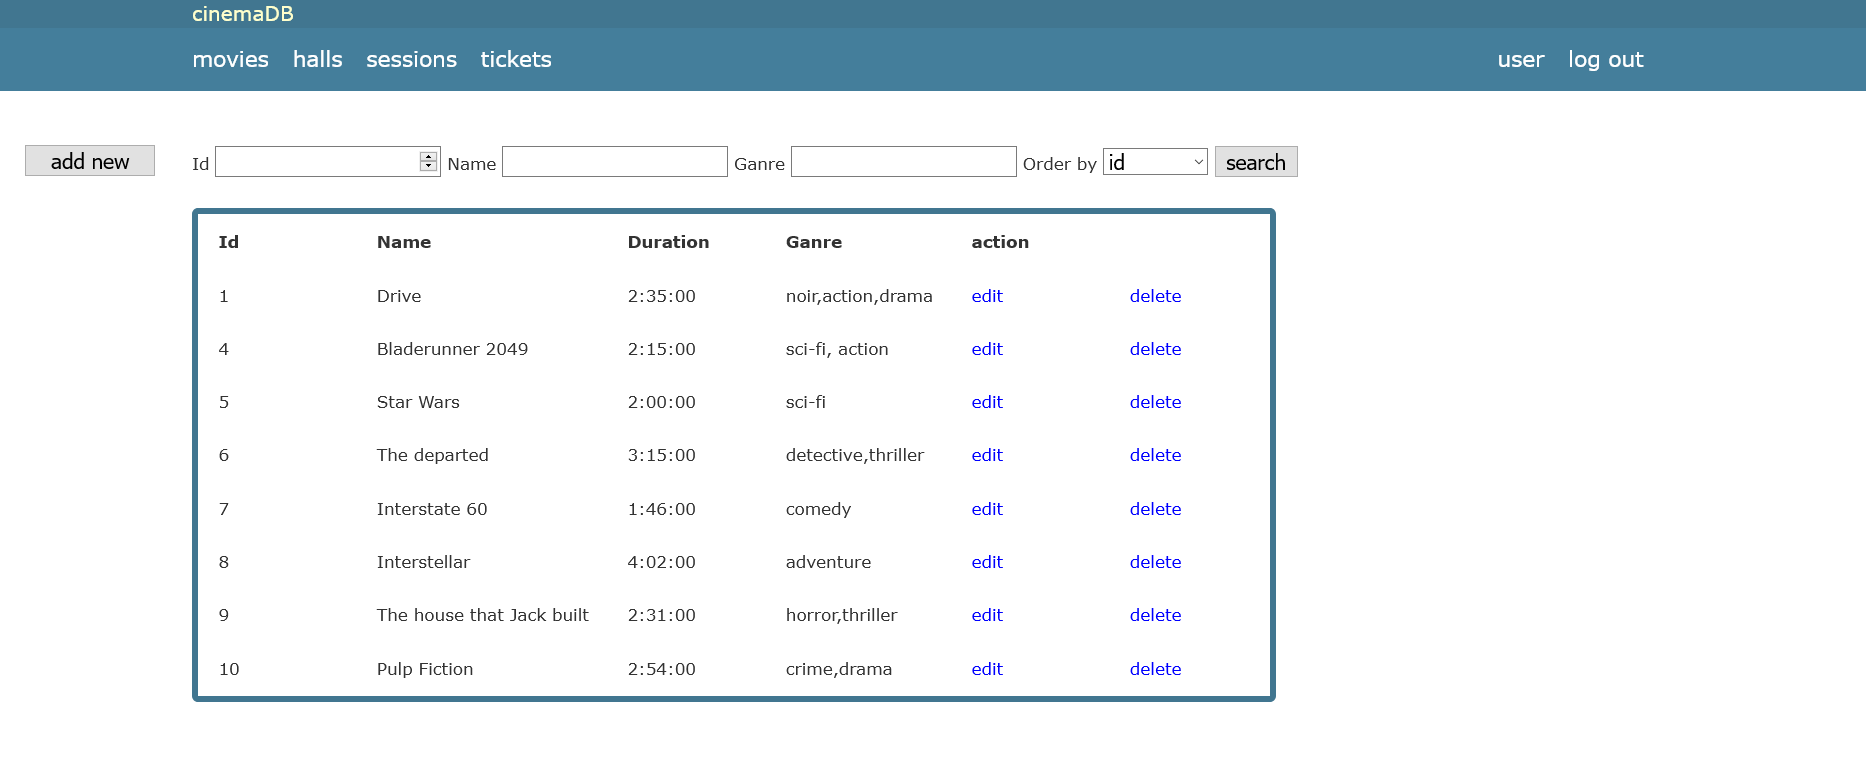 cinemaDB
movies halls sessions tickets user log out
add new Id Name Ganre Order by id search
Id Name Duration Ganre action
1 Drive 2:35:00 noir,action,drama edit delete
4 Bladerunner 2049 2:15:00 sci-fi, action edit delete
5 Star Wars 2:00:00 sci-fi edit delete
6 The departed 3:15:00 detective,thriller edit delete
7 Interstate 60 1:46:00 comedy edit delete
8 Interstellar 4:02:00 adventure edit delete
9 The house that Jack built 2:31:00 horror,thriller edit delete
10 Pulp Fiction 2:54:00 crime,drama edit delete